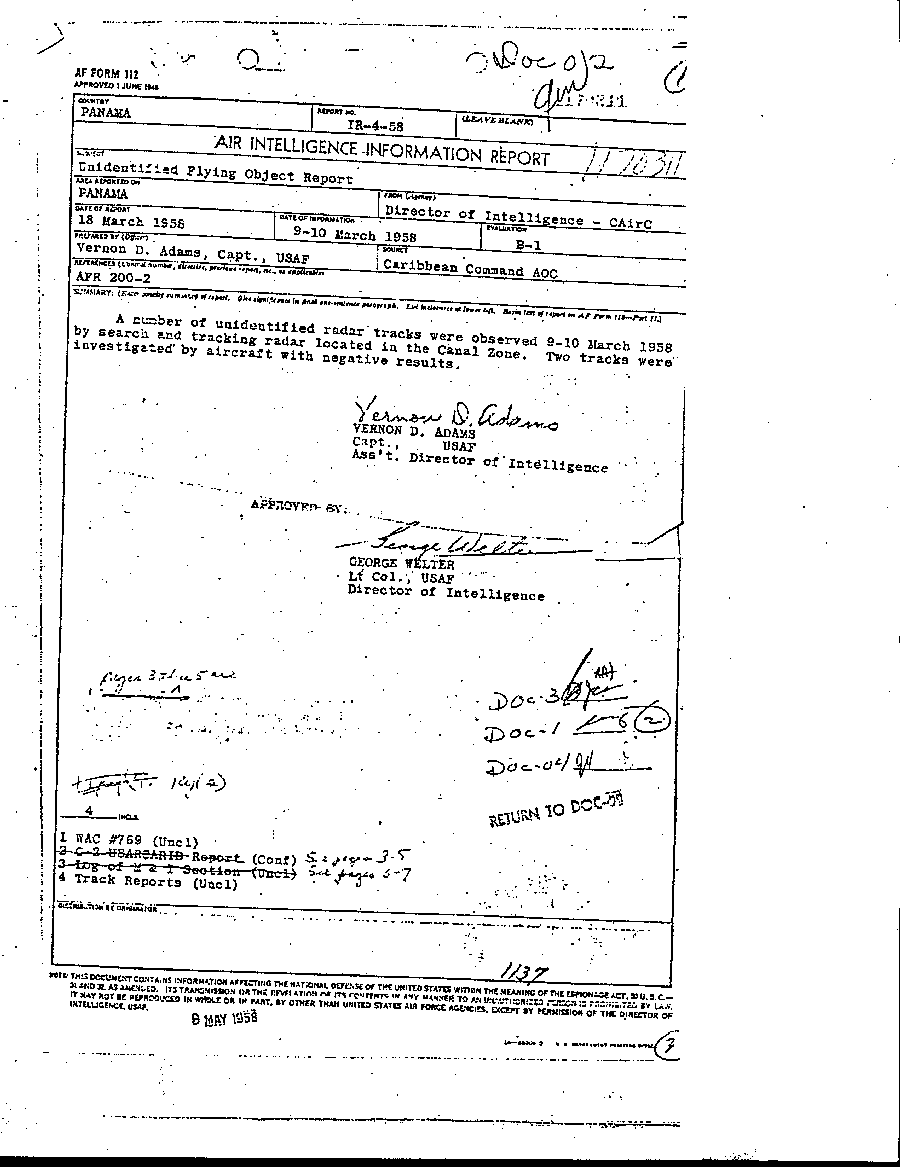 Doc 0/2
AF FORM 112
APPROVED 1 JUNE 1948
COUNTRY
PANAMA
REPORT NO.
IR-4-58
(LEAVE BLANK)
AIR INTELLIGENCE INFORMATION REPORT
SUBJECT
Unidentified Flying Object Report
AREA REPORTED ON
PANAMA
FROM (Agency)
Director of Intelligence - CAirC
DATE OF REPORT
18 March 1958
DATE OF INFORMATION
9-10 March 1958
EVALUATION
B-1
PREPARED BY (Officer)
Vernon D. Adams, Capt., USAF
SOURCE
Caribbean Command AOC
REFERENCES (Control number, directive, previous report, etc., as applicable)
AFR 200-2
SUMMARY: (Enter concise summary of report. Give significance in final one-sentence paragraph. List inclosures at lower left. Begin text of report on AF Form 112—Part II.)
A number of unidentified radar tracks were observed 9-10 March 1958
by search and tracking radar located in the Canal Zone. Two tracks were
investigated by aircraft with negative results.
Vernon D. Adams
VERNON D. ADAMS
Capt., USAF
Ass't. Director of Intelligence
APPROVED BY:
George Welter
GEORGE WELTER
Lt Col., USAF
Director of Intelligence
DOC-3
DOC-1 6 2
DOC-04
RETURN TO DOC-
4 INCLS
1 WAC #769 (Uncl)
2 G-2 USARCARIB Report (Conf) See pages 3-5
3 Log of M & I Section (Uncl) See pages 5-7
4 Track Reports (Uncl)
DISTRIBUTION BY ORIGINATOR
1137
NOTE: THIS DOCUMENT CONTAINS INFORMATION AFFECTING THE NATIONAL DEFENSE OF THE UNITED STATES WITHIN THE MEANING OF THE ESPIONAGE ACT, 50 U.S.C.—
31 AND 32, AS AMENDED. ITS TRANSMISSION OR THE REVELATION OF ITS CONTENTS IN ANY MANNER TO AN UNAUTHORIZED PERSON IS PROHIBITED BY LAW.
IT MAY NOT BE REPRODUCED IN WHOLE OR IN PART, BY OTHER THAN UNITED STATES AIR FORCE AGENCIES, EXCEPT BY PERMISSION OF THE DIRECTOR OF
INTELLIGENCE, USAF.
9 MAY 1958